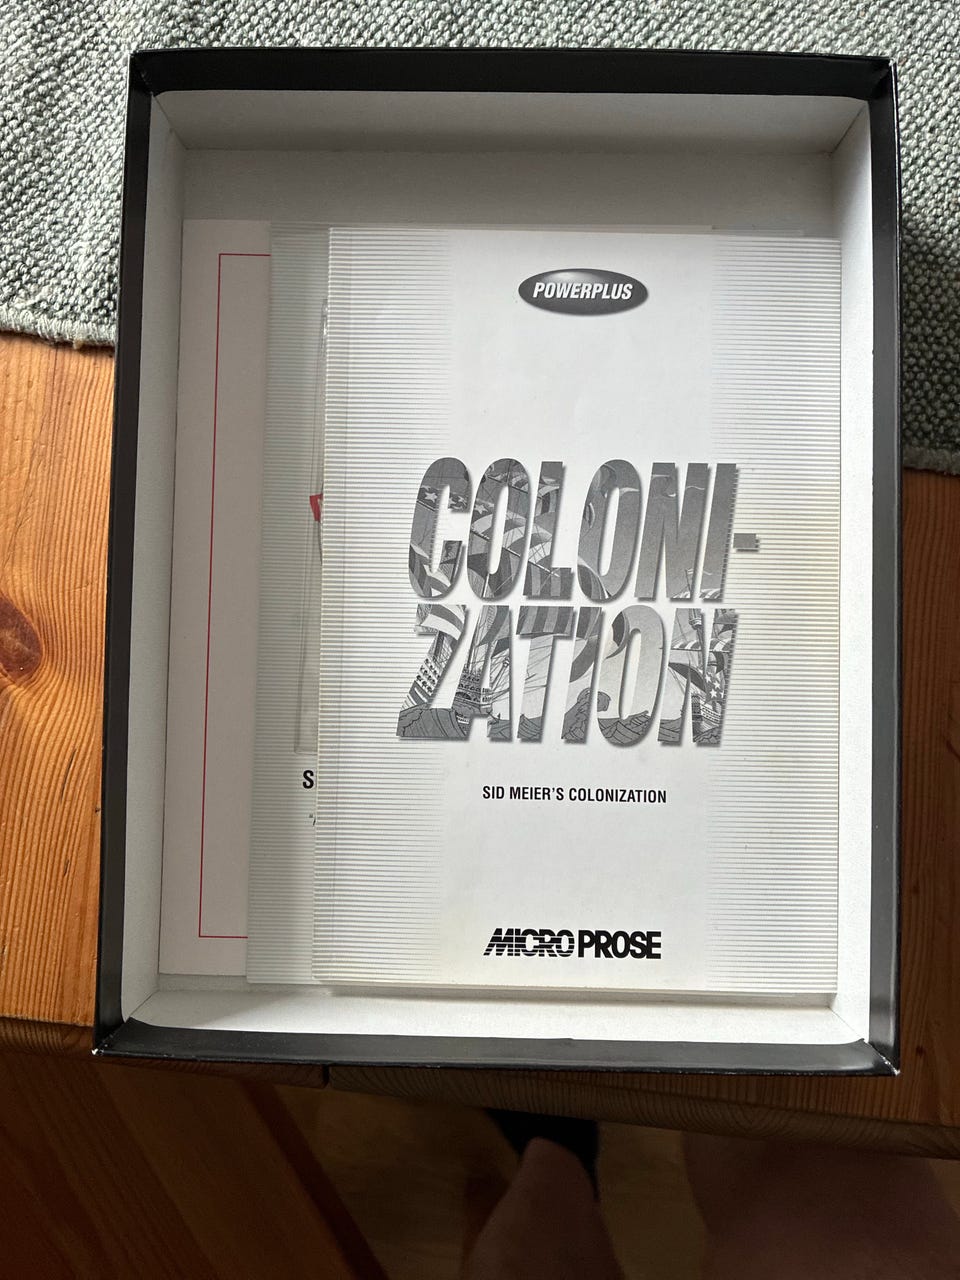 POWERPLUS
COLONI-
ZATION
S
SID MEIER'S COLONIZATION
MICROPROSE